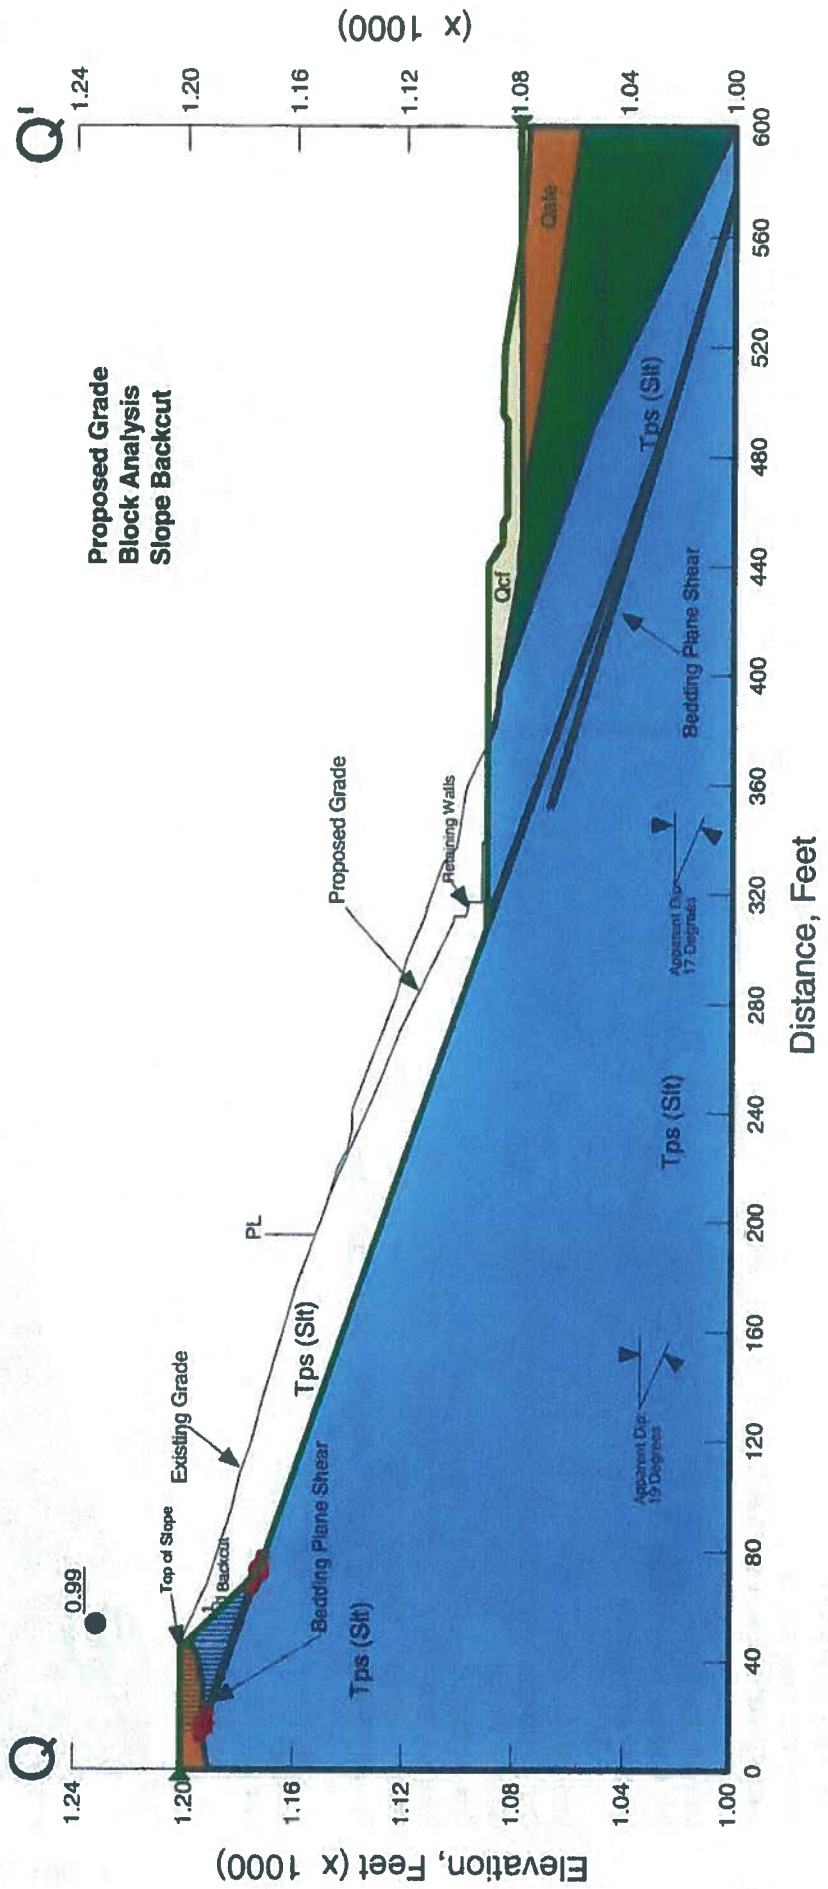 Q
Q'
Proposed Grade
Block Analysis
Slope Backcut
0.99
Top of Slope
Existing Grade
PL
Proposed Grade
Retaining Walls
1:1 Backcut
Bedding Plane Shear
Tps (Slt)
Tps (Slt)
Tps (Slt)
Tps (Slt)
Qcf
Qafe
Bedding Plane Shear
Apparent Dip:
19 Degrees
Apparent Dip:
17 Degrees
Elevation, Feet (x 1000)
1.24
1.20
1.16
1.12
1.08
1.04
1.00
(x 1000)
1.24
1.20
1.16
1.12
1.08
1.04
1.00
0
40
80
120
160
200
240
280
320
360
400
440
480
520
560
600
Distance, Feet